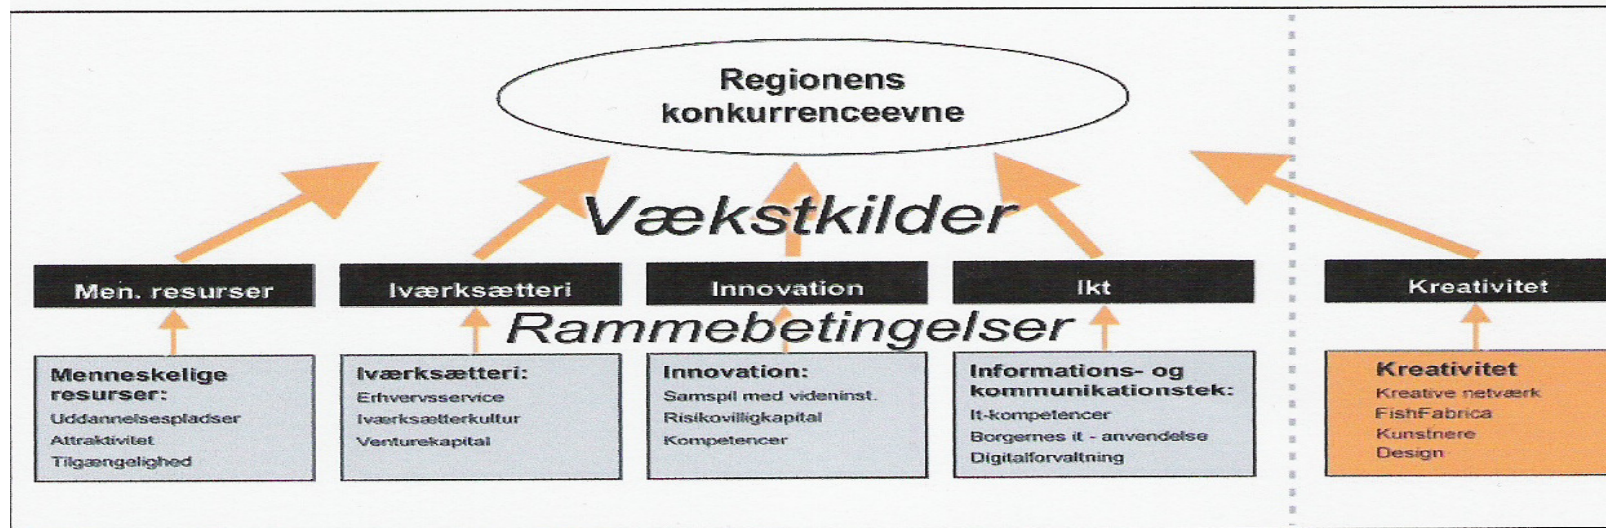 Regionens
konkurrenceevne
Vækstkilder
Men. resurser
Iværksætteri
Innovation
Ikt
Kreativitet
Rammebetingelser
Menneskelige
resurser:
Uddannelsespladser
Attraktivitet
Tilgængelighed
Iværksætteri:
Erhvervsservice
Iværksætterkultur
Venturekapital
Innovation:
Samspil med videninst.
Risikovilligkapital
Kompetencer
Informations- og
kommunikationstek:
It-kompetencer
Borgernes it - anvendelse
Digitalforvaltning
Kreativitet
Kreative netværk
FishFabrica
Kunstnere
Design